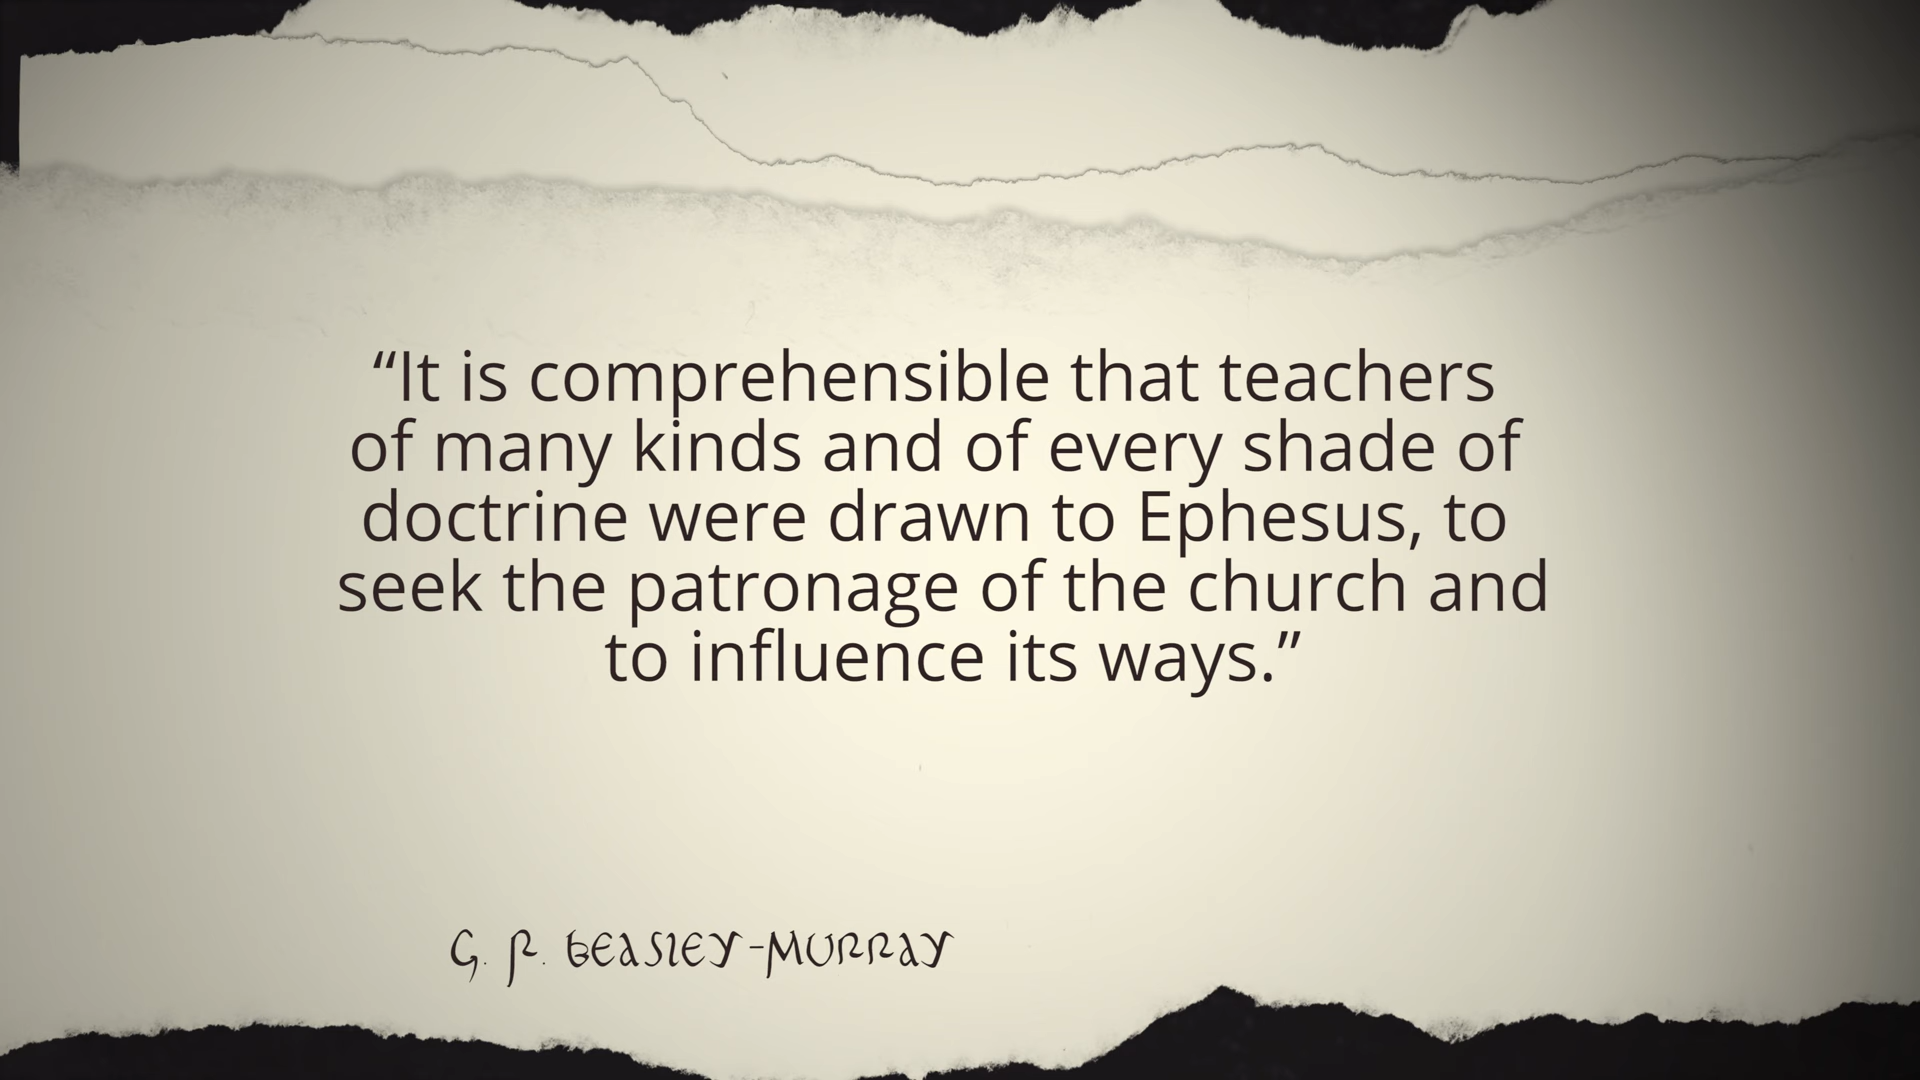 “It is comprehensible that teachers
of many kinds and of every shade of
doctrine were drawn to Ephesus, to
seek the patronage of the church and
to influence its ways.”
G. R. BEASLEY-MURRAY